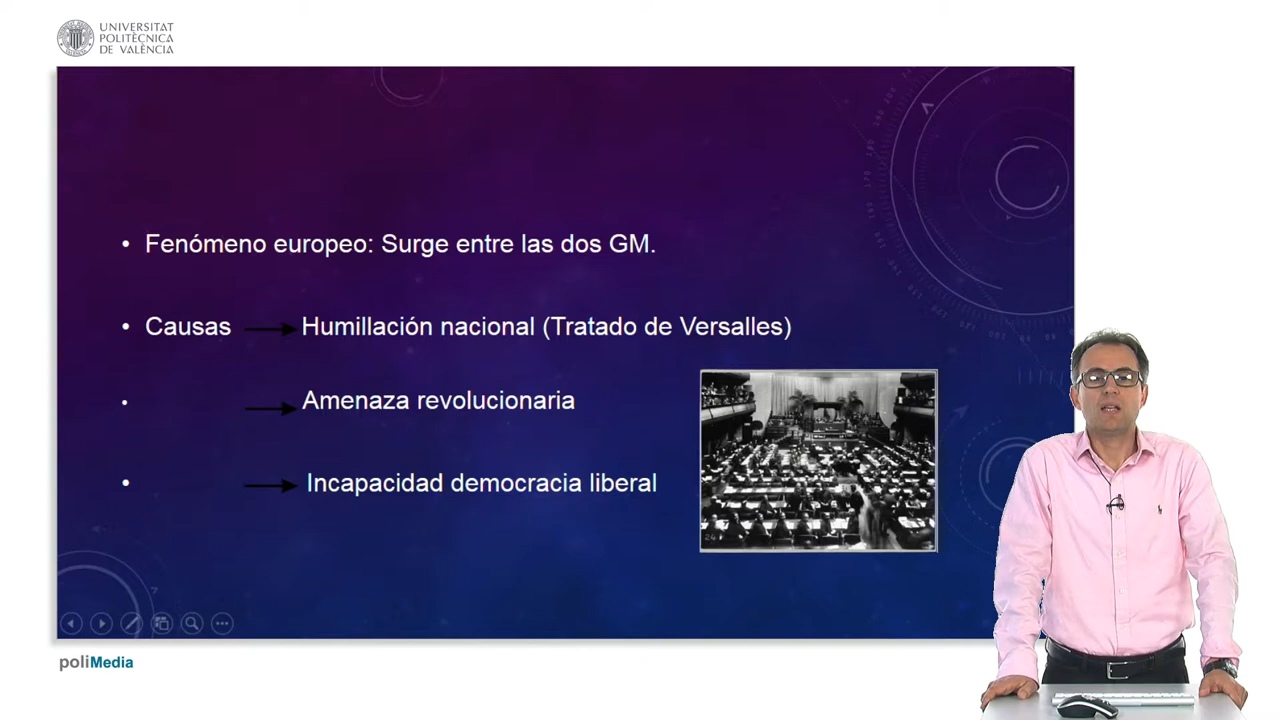 UNIVERSITAT
POLITÈCNICA
DE VALÈNCIA
• Fenómeno europeo: Surge entre las dos GM.
• Causas Humillación nacional (Tratado de Versalles)
• Amenaza revolucionaria
• Incapacidad democracia liberal
poliMedia